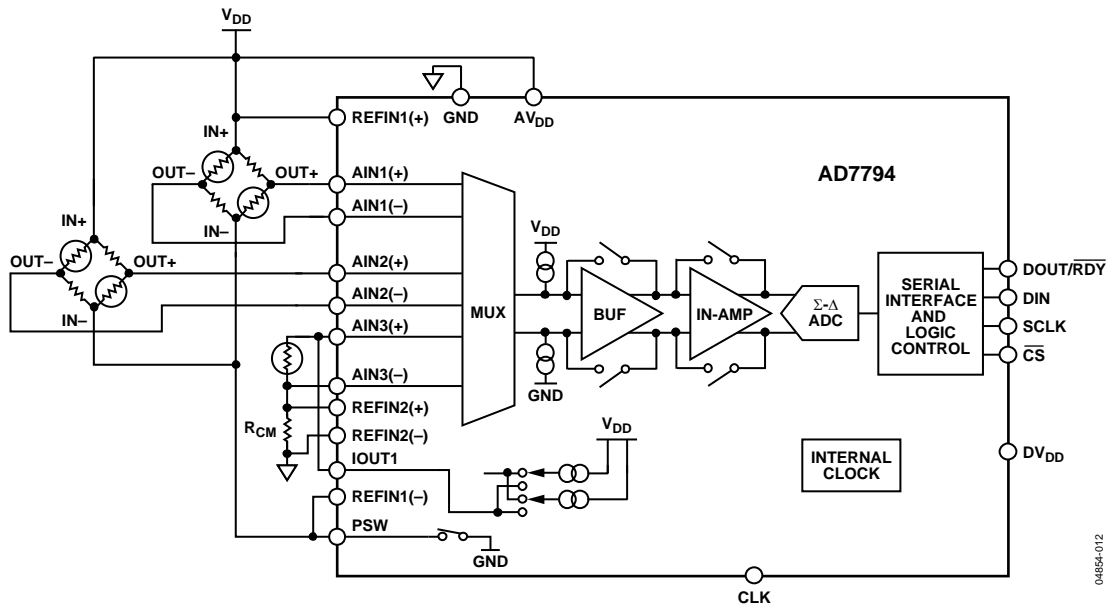 VDD
REFIN1(+)
GND
AVDD
IN+
OUT–
OUT+
AIN1(+)
AD7794
AIN1(–)
IN–
IN+
OUT–
OUT+
AIN2(+)
VDD
AIN2(–)
IN–
MUX
BUF
IN-AMP
Σ-Δ
ADC
SERIAL
INTERFACE
AND
LOGIC
CONTROL
DOUT/RDY
DIN
SCLK
CS
AIN3(+)
AIN3(–)
GND
REFIN2(+)
RCM
REFIN2(–)
VDD
IOUT1
INTERNAL
CLOCK
DVDD
REFIN1(–)
PSW
GND
CLK
04854-012